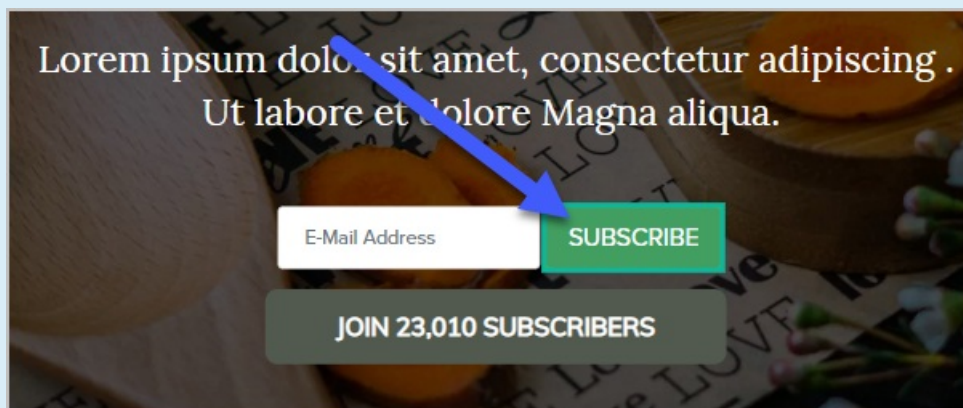 Lorem ipsum dolor sit amet, consectetur adipiscing .
Ut labore et dolore Magna aliqua.
E-Mail Address
SUBSCRIBE
JOIN 23,010 SUBSCRIBERS